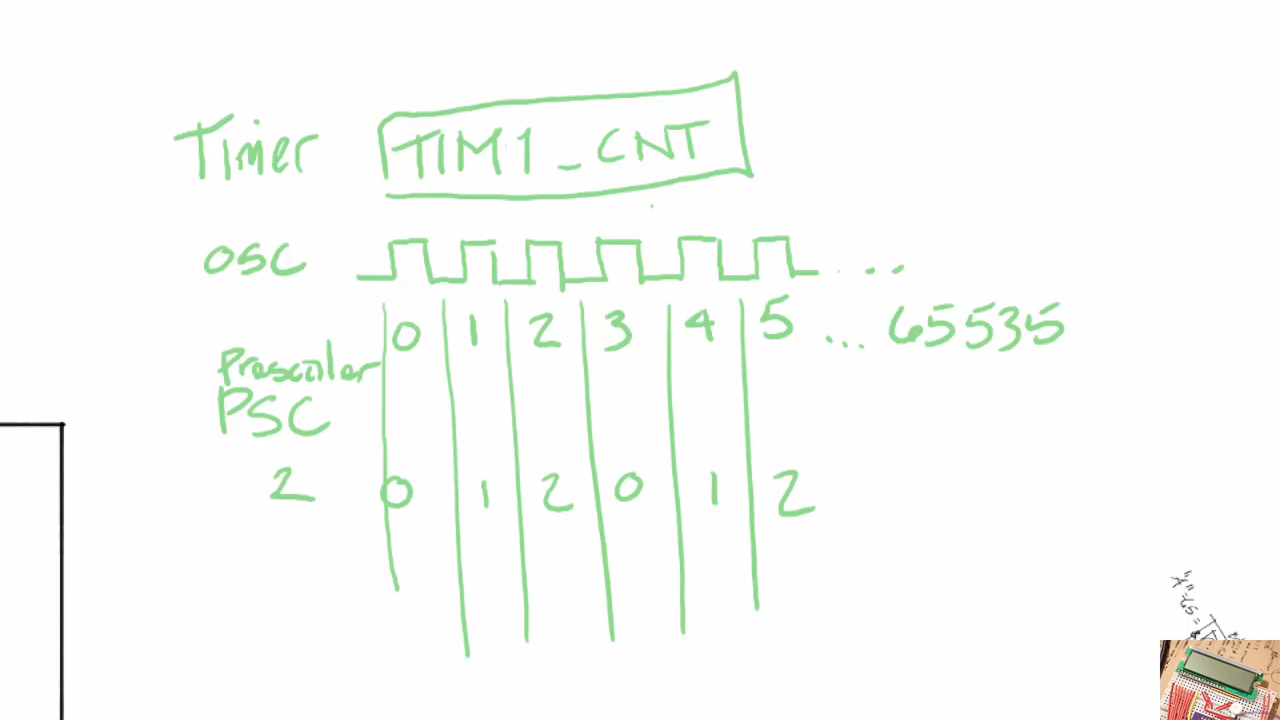 Timer TIM1_CNT
OSC ...
0 1 2 3 4 5 ... 65535
Prescaler
PSC
2 0 1 2 0 1 2